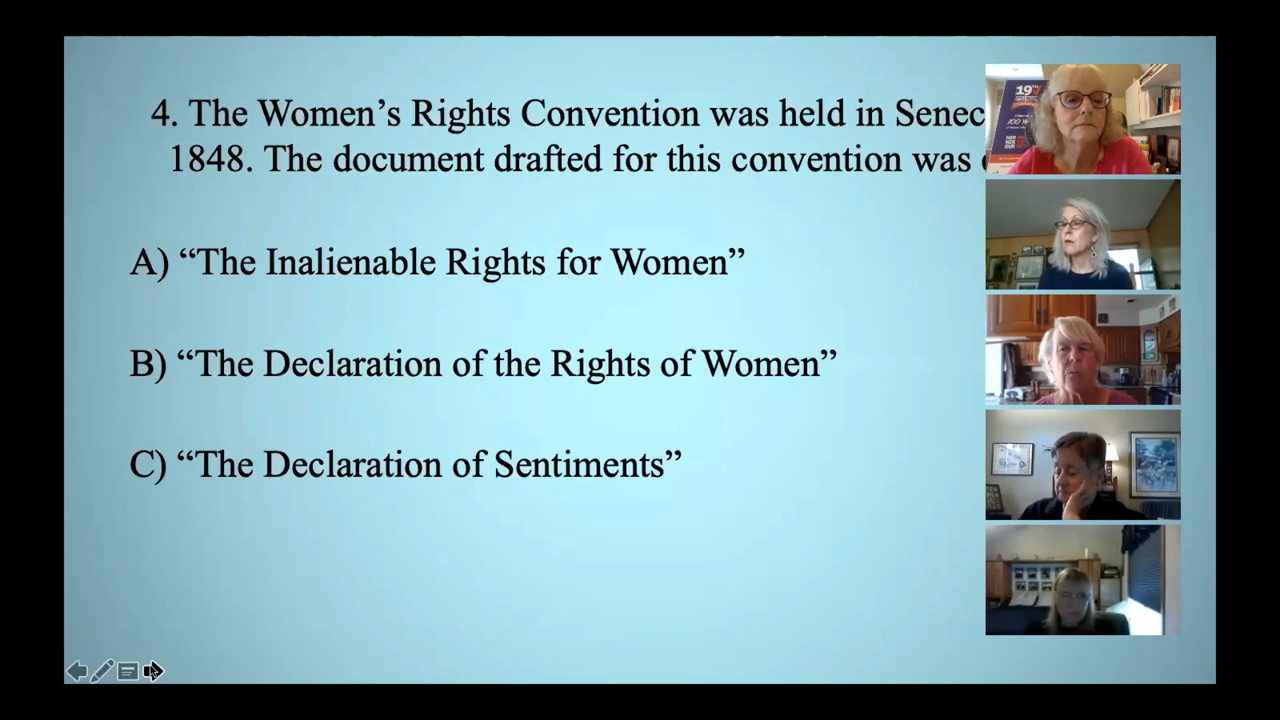 4. The Women’s Rights Convention was held in Senec
1848. The document drafted for this convention was
A) “The Inalienable Rights for Women”
B) “The Declaration of the Rights of Women”
C) “The Declaration of Sentiments”
19TH